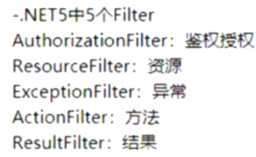 -.NET5中5个Filter
AuthorizationFilter：鉴权授权
ResourceFilter：资源
ExceptionFilter：异常
ActionFilter：方法
ResultFilter：结果